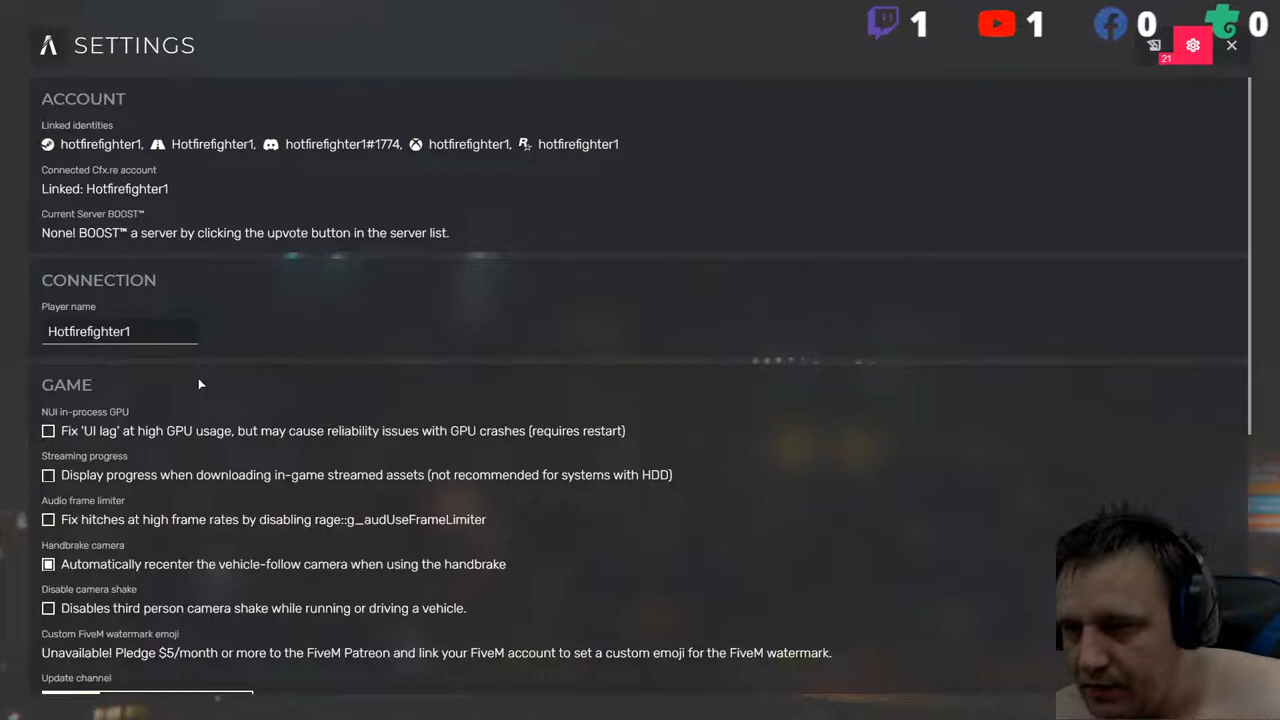 1 1 0 0
SETTINGS
21
ACCOUNT
Linked identities
hotfirefighter1, Hotfirefighter1, hotfirefighter1#1774, hotfirefighter1, hotfirefighter1
Connected Cfx.re account
Linked: Hotfirefighter1
Current Server BOOST™
None! BOOST™ a server by clicking the upvote button in the server list.
CONNECTION
Player name
Hotfirefighter1
GAME
NUI in-process GPU
Fix 'UI lag' at high GPU usage, but may cause reliability issues with GPU crashes (requires restart)
Streaming progress
Display progress when downloading in-game streamed assets (not recommended for systems with HDD)
Audio frame limiter
Fix hitches at high frame rates by disabling rage::g_audUseFrameLimiter
Handbrake camera
Automatically recenter the vehicle-follow camera when using the handbrake
Disable camera shake
Disables third person camera shake while running or driving a vehicle.
Custom FiveM watermark emoji
Unavailable! Pledge $5/month or more to the FiveM Patreon and link your FiveM account to set a custom emoji for the FiveM watermark.
Update channel